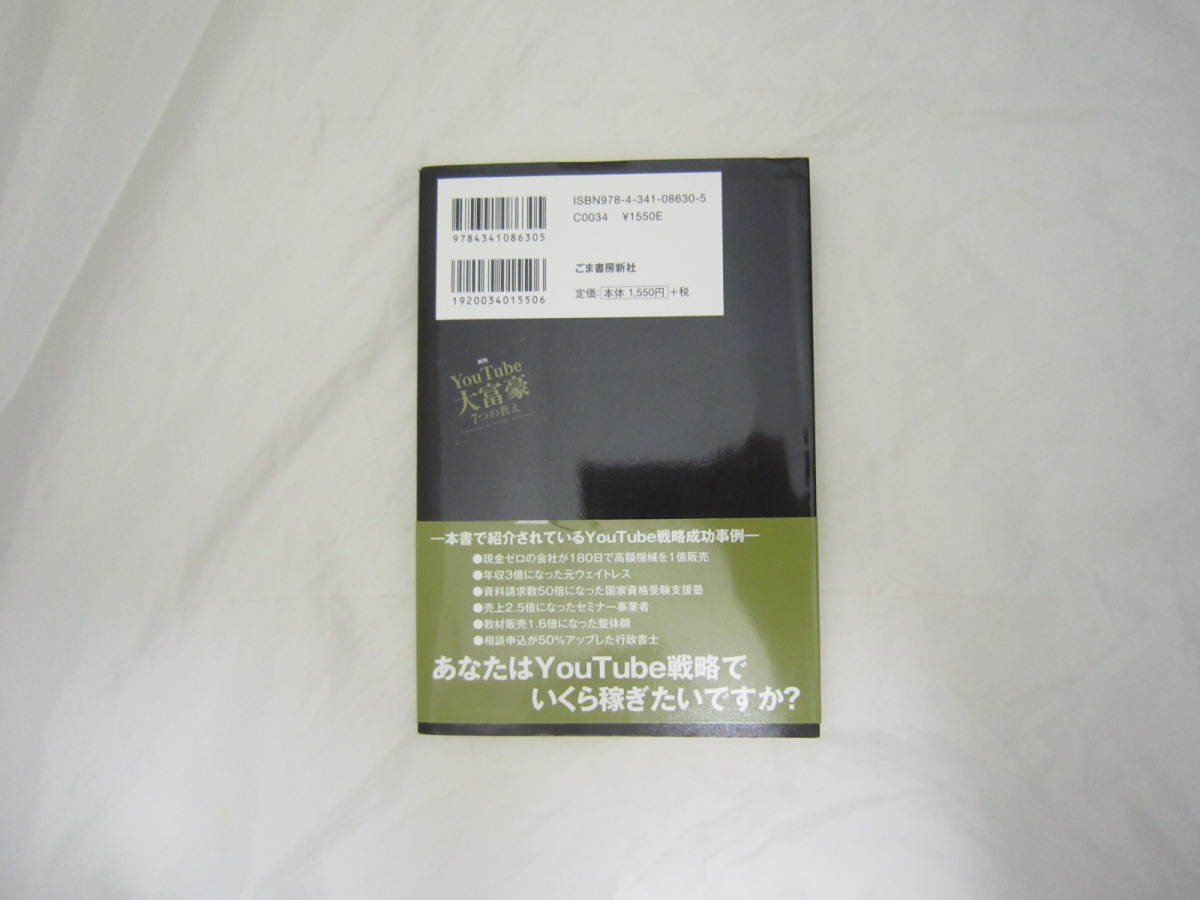 ISBN978-4-341-08630-5
C0034 ¥1550E
9784341086305
ごま書房新社
1920034015506
定価: 本体 1,550円 +税
YouTube
大富豪
7つの教え
―本書で紹介されているYouTube戦略成功事例―
●現金ゼロの会社が180日で高額機械を1億販売
●年収3億になった元ウェイトレス
●資料請求数50倍になった国家資格受験支援塾
●売上2.5倍になったセミナー事業者
●教材販売1.6倍になった整体師
●相談申込が50%アップした行政書士
あなたはYouTube戦略で
いくら稼ぎたいですか?